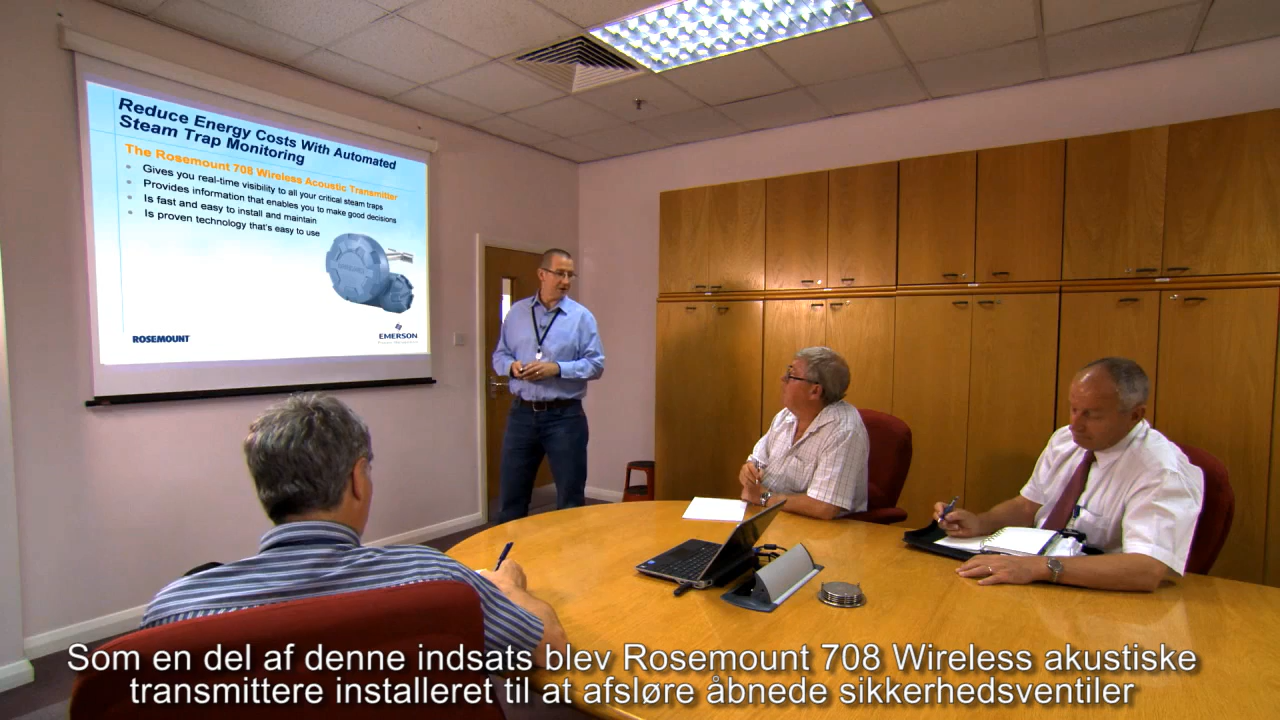 Reduce Energy Costs With Automated
Steam Trap Monitoring
The Rosemount 708 Wireless Acoustic Transmitter
• Gives you real-time visibility to all your critical steam traps
• Provides information that enables you to make good decisions
• Is fast and easy to install and maintain
• Is proven technology that's easy to use
ROSEMOUNT
EMERSON
Som en del af denne indsats blev Rosemount 708 Wireless akustiske
transmittere installeret til at afsløre åbnede sikkerhedsventiler